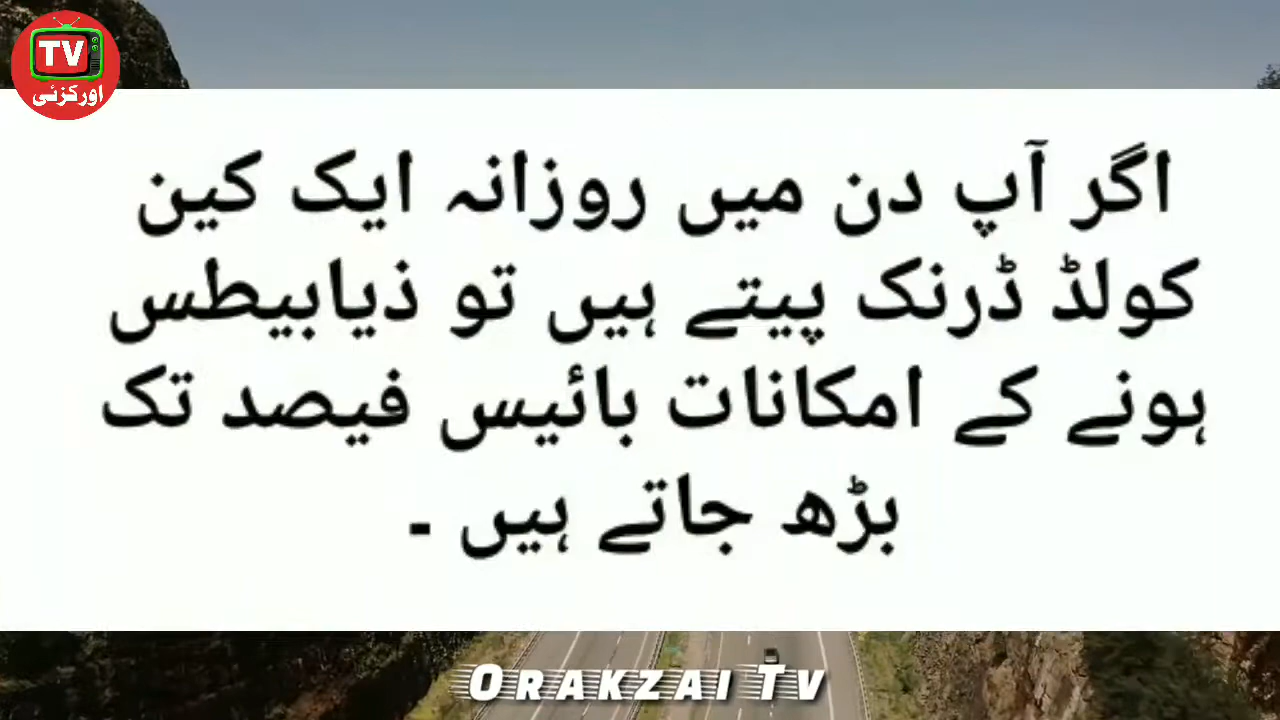 TV
اورکزئی
اگر آپ دن میں روزانہ ایک کین
کولڈ ڈرنک پیتے ہیں تو ذیابیطس
ہونے کے امکانات بائیس فیصد تک
بڑھ جاتے ہیں ۔
ORAKZAI TV